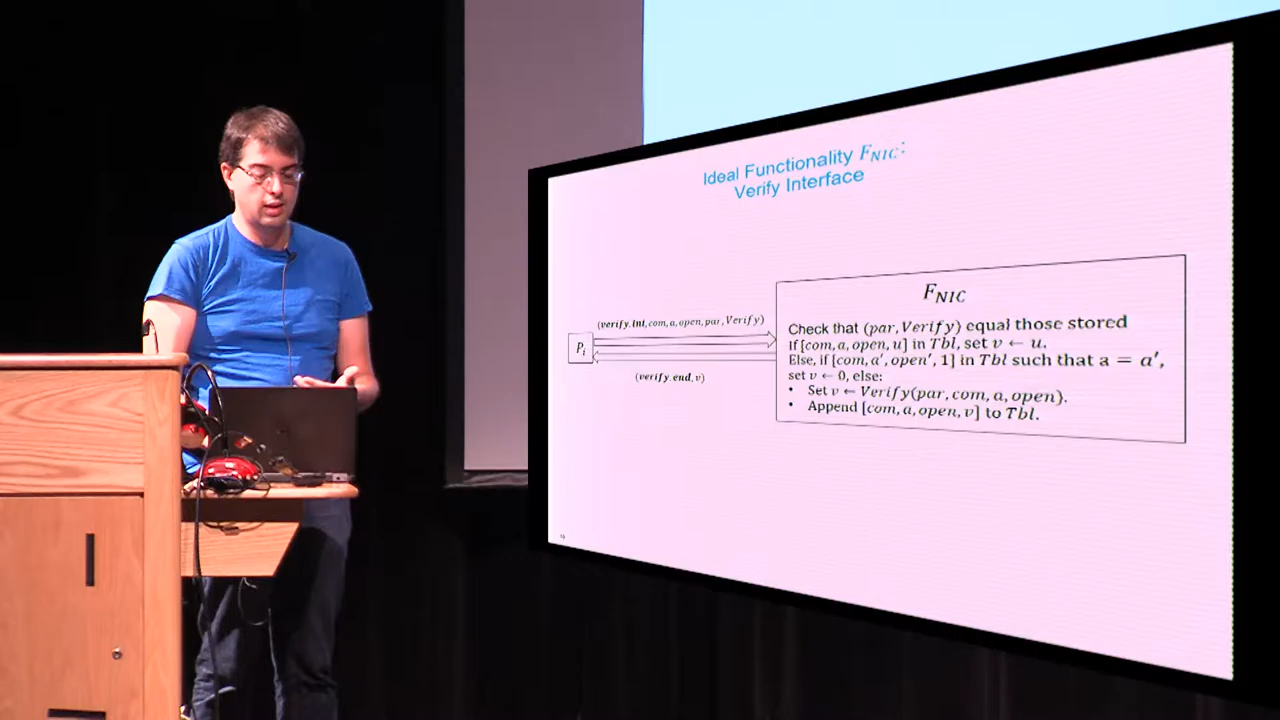 Ideal Functionality F_NIC:
Verify Interface
F_NIC
(verify.int, com, a, open, par, Verify)
P_i
(verify.end, v)
Check that (par, Verify) equal those stored
If [com, a, open, u] in Tbl, set v ← u.
Else, if [com, a′, open′, 1] in Tbl such that a = a′,
set v ← 0, else:
• Set v ← Verify(par, com, a, open).
• Append [com, a, open, v] to Tbl.